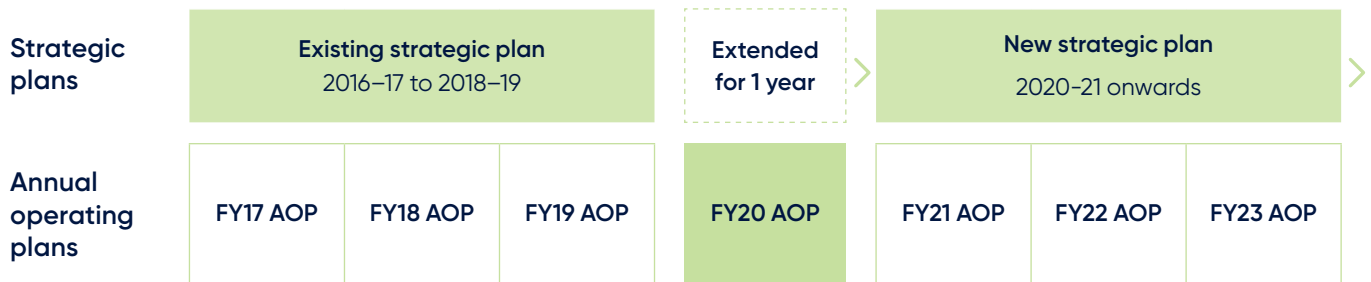 Strategic
plans
Existing strategic plan
2016–17 to 2018–19
Extended
for 1 year
New strategic plan
2020-21 onwards
Annual
operating
plans
FY17 AOP
FY18 AOP
FY19 AOP
FY20 AOP
FY21 AOP
FY22 AOP
FY23 AOP